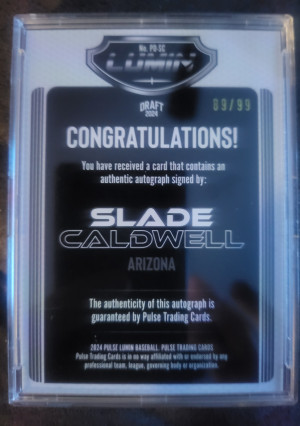 No. PB-SC
LUMIN
DRAFT
2024
89/99
CONGRATULATIONS!
You have received a card that contains an
authentic autograph signed by:
SLADE
CALDWELL
ARIZONA
The authenticity of this autograph is
guaranteed by Pulse Trading Cards.
2024 PULSE LUMIN BASEBALL. PULSE TRADING CARDS.
Pulse Trading Cards is in no way affiliated with or endorsed by any
professional team, league, governing body or organization.